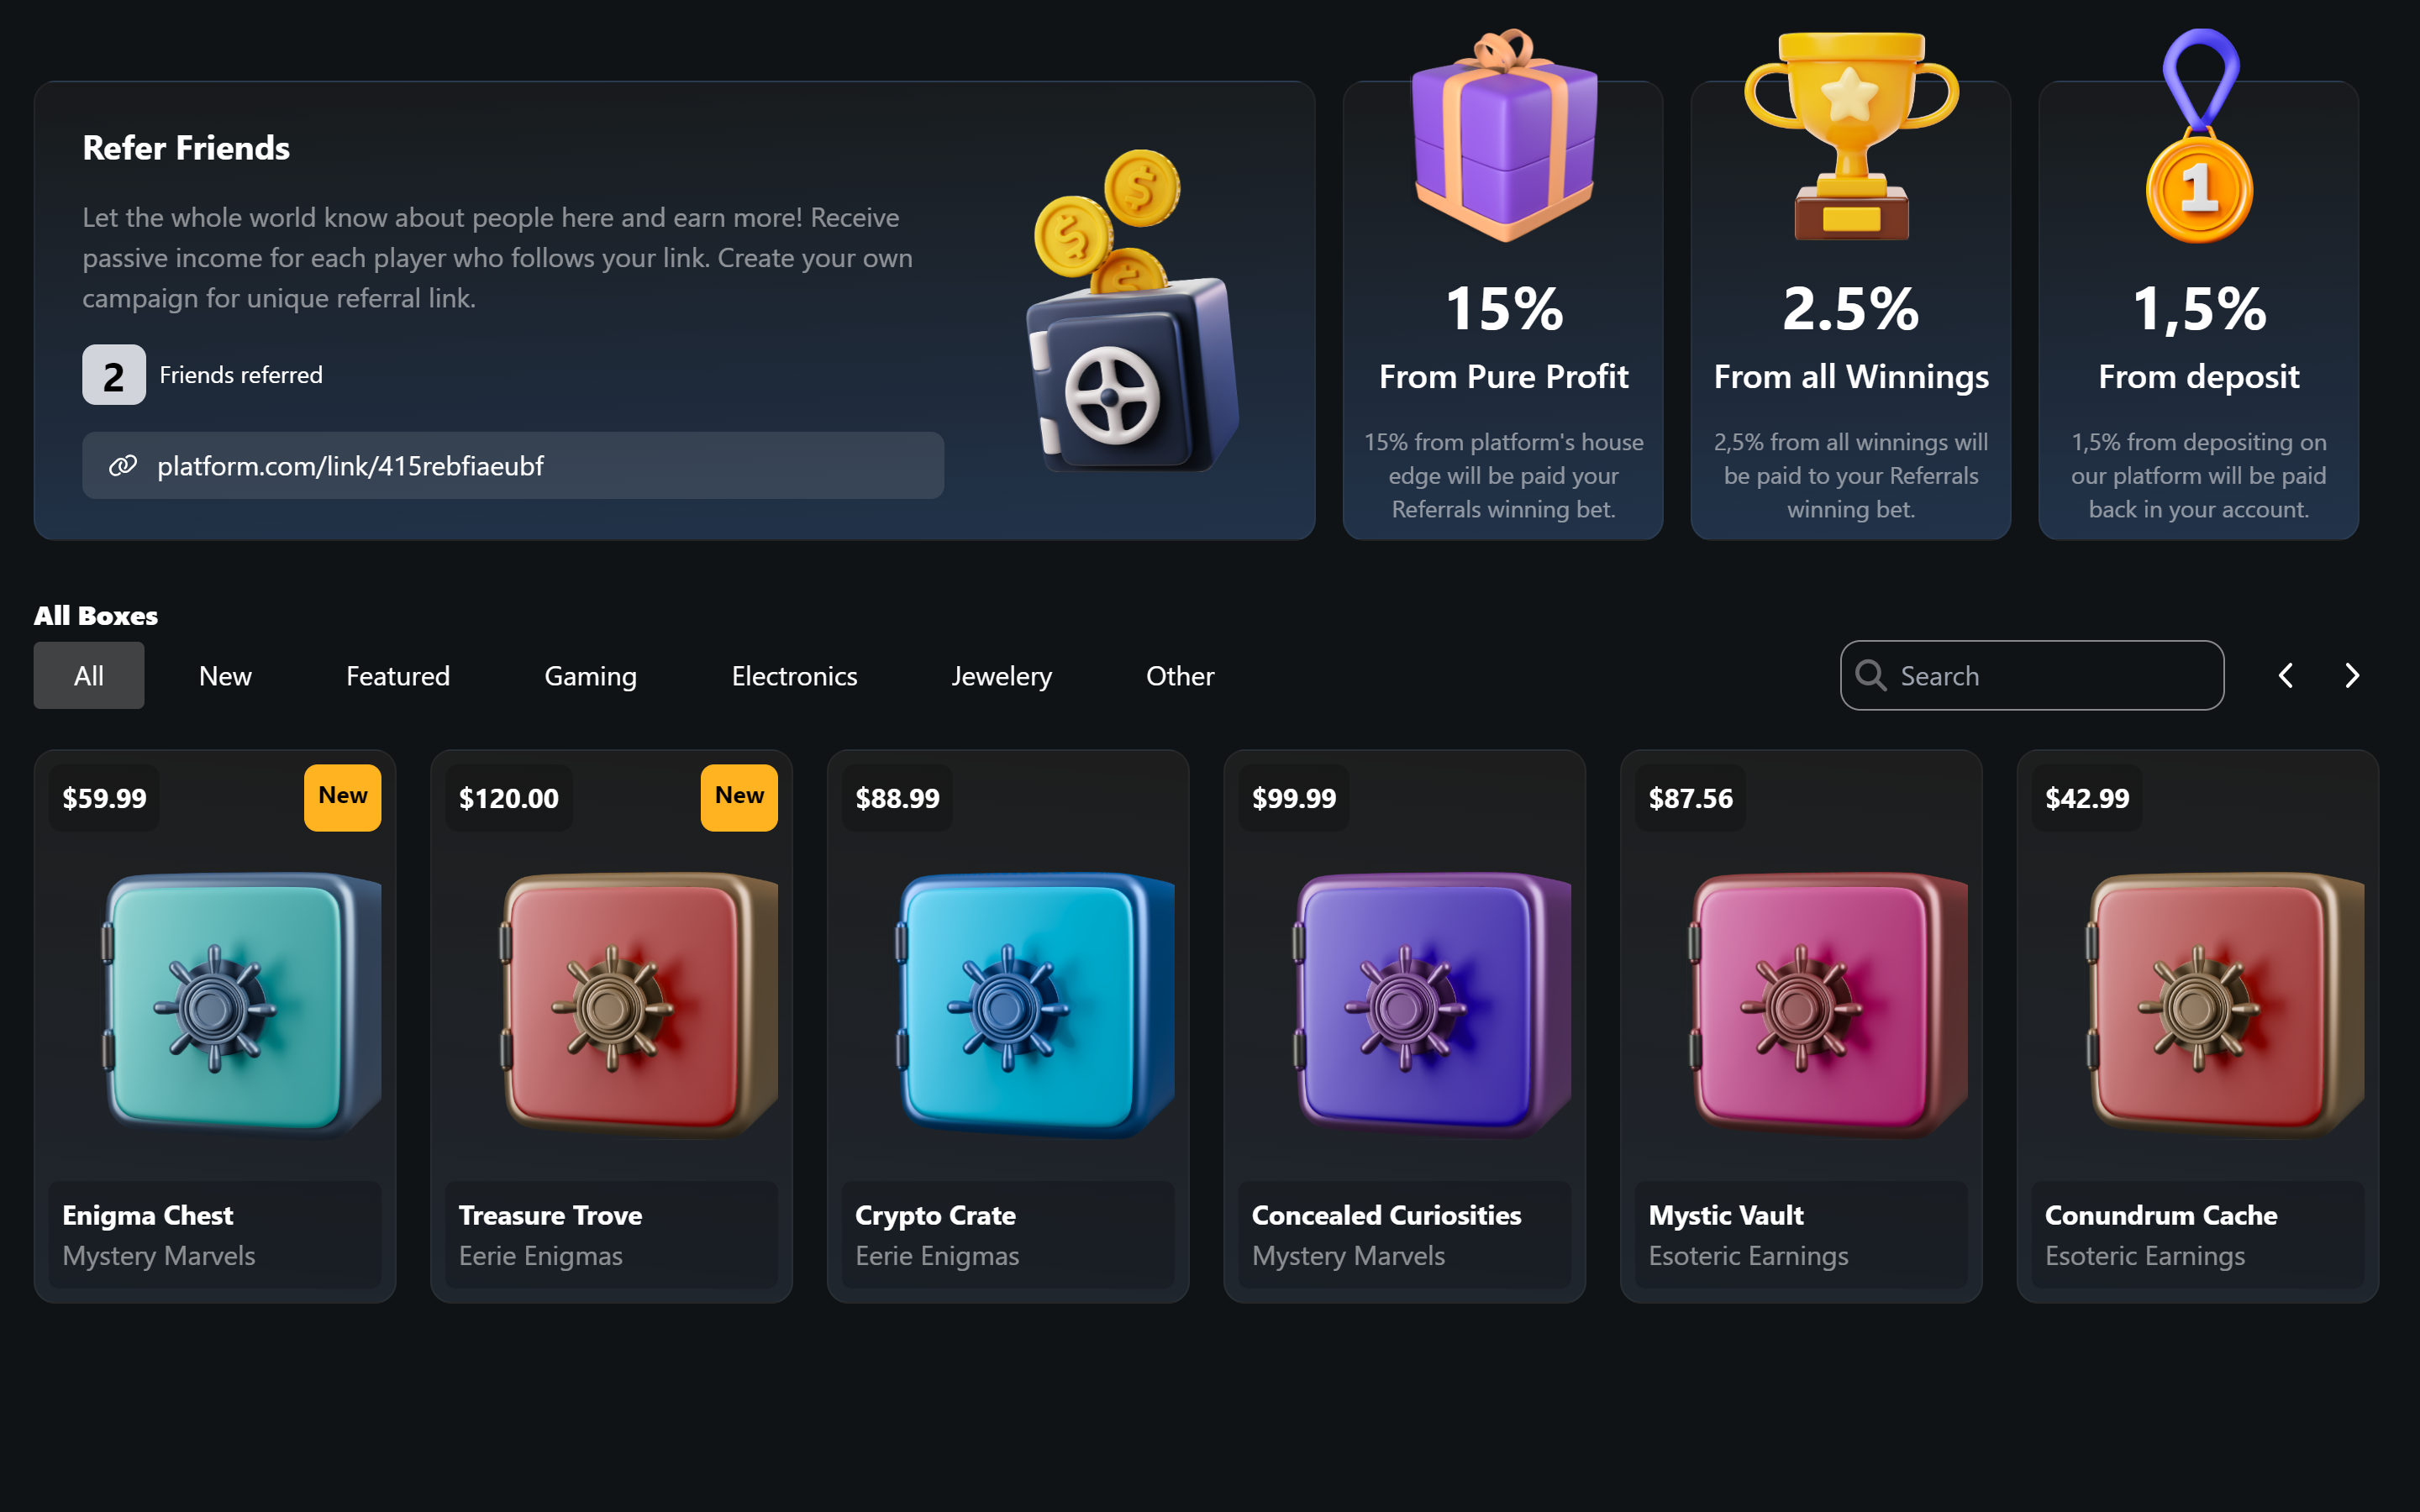 Refer Friends
Let the whole world know about people here and earn more! Receive
passive income for each player who follows your link. Create your own
campaign for unique referral link.
2 Friends referred
platform.com/link/415rebfiaeubf
$
$
$
15%
From Pure Profit
15% from platform's house
edge will be paid your
Referrals winning bet.
2.5%
From all Winnings
2,5% from all winnings will
be paid to your Referrals
winning bet.
1
1,5%
From deposit
1,5% from depositing on
our platform will be paid
back in your account.
All Boxes
All New Featured Gaming Electronics Jewelery Other Search
$59.99 New
Enigma Chest
Mystery Marvels
$120.00 New
Treasure Trove
Eerie Enigmas
$88.99
Crypto Crate
Eerie Enigmas
$99.99
Concealed Curiosities
Mystery Marvels
$87.56
Mystic Vault
Esoteric Earnings
$42.99
Conundrum Cache
Esoteric Earnings